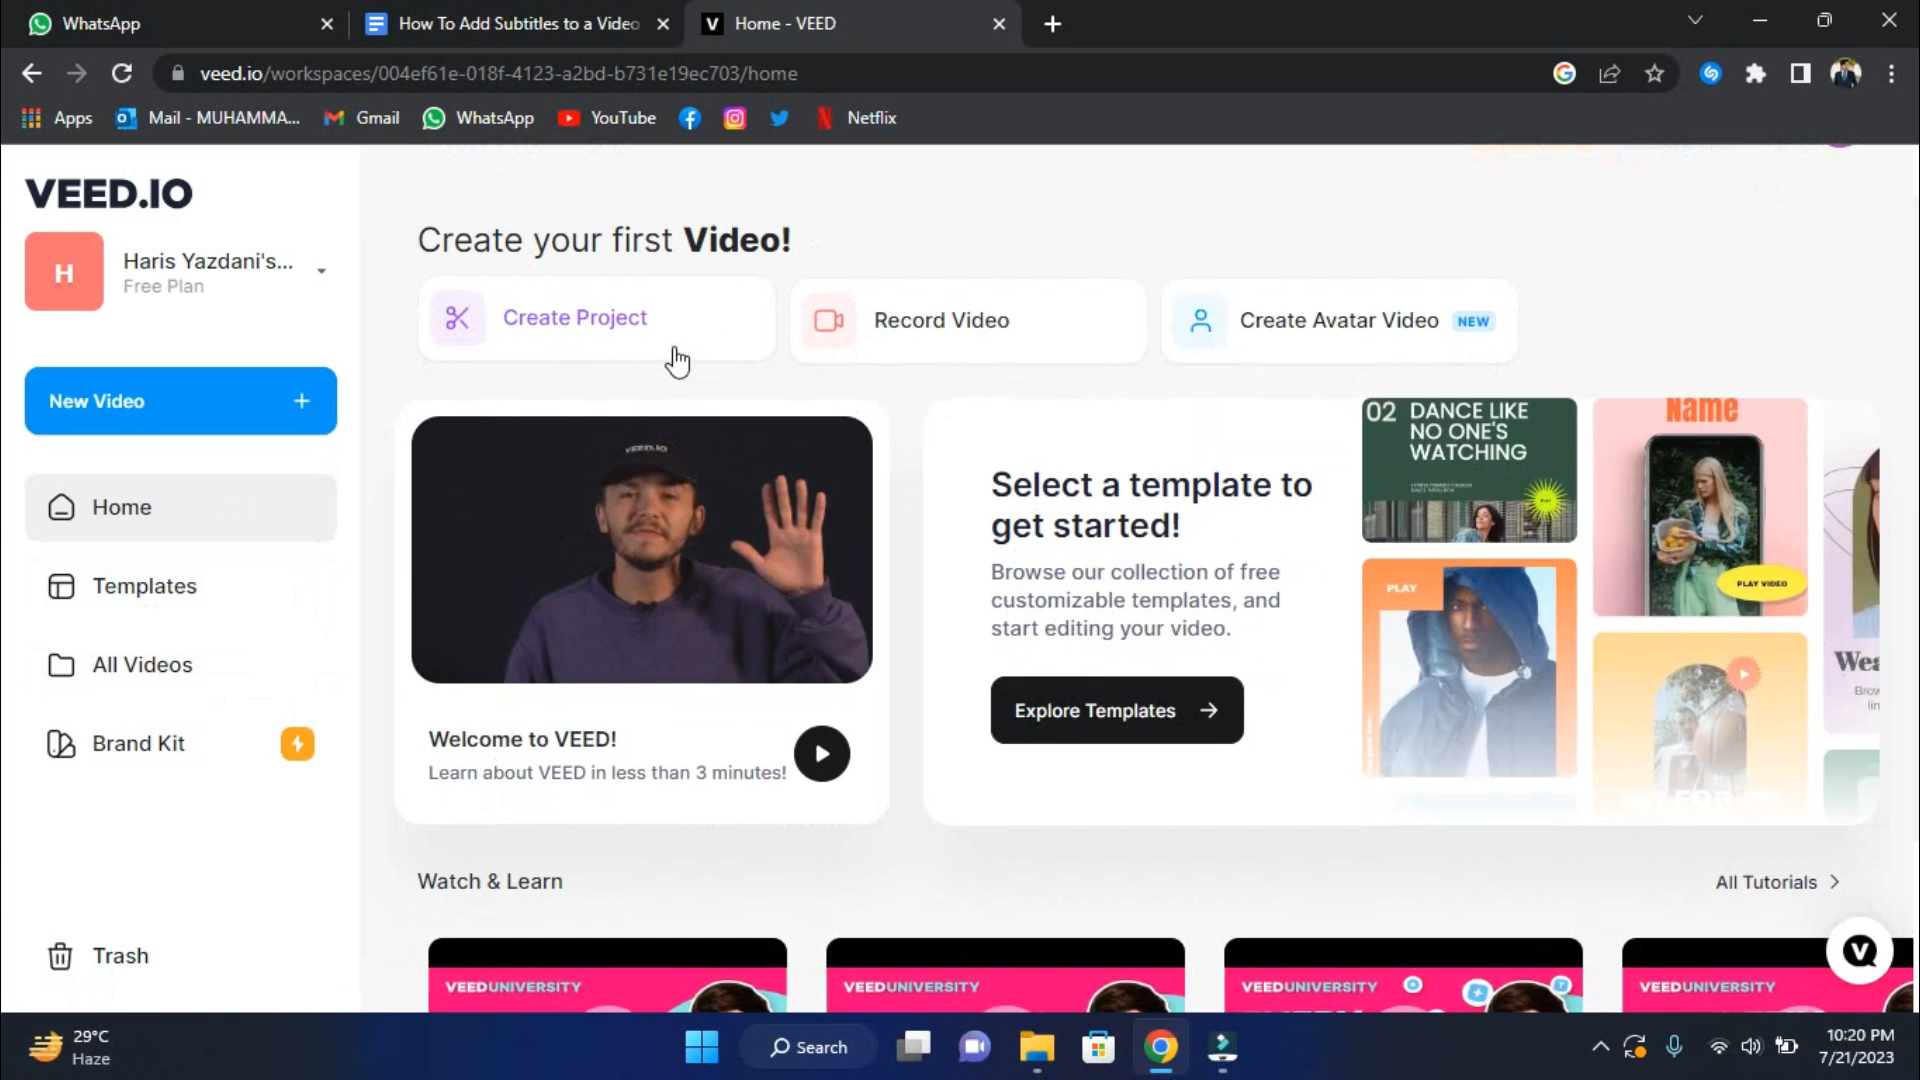 WhatsApp
How To Add Subtitles to a Video
Home - VEED
veed.io/workspaces/004ef61e-018f-4123-a2bd-b731e19ec703/home
Apps
Mail - MUHAMMA...
Gmail
WhatsApp
YouTube
Netflix
VEED.IO
H
Haris Yazdani's...
Free Plan
New Video +
Home
Templates
All Videos
Brand Kit
Trash
Create your first Video!
Create Project
Record Video
Create Avatar Video NEW
VEED.IO
Welcome to VEED!
Learn about VEED in less than 3 minutes!
Select a template to
get started!
Browse our collection of free
customizable templates, and
start editing your video.
Explore Templates
02 DANCE LIKE
NO ONE'S
WATCHING
Name
PLAY VIDEO
PLAY
Watch & Learn
All Tutorials
VEEDUNIVERSITY
VEEDUNIVERSITY
VEEDUNIVERSITY
VEEDUNIVERSITY
29°C
Haze
Search
10:20 PM
7/21/2023